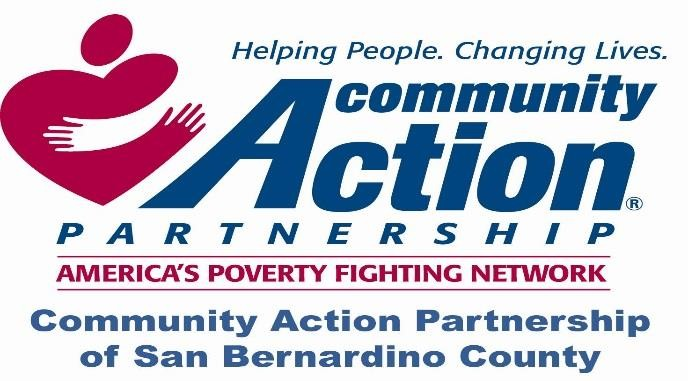 Helping People. Changing Lives.
community
Action®
PARTNERSHIP
AMERICA'S POVERTY FIGHTING NETWORK
Community Action Partnership
of San Bernardino County